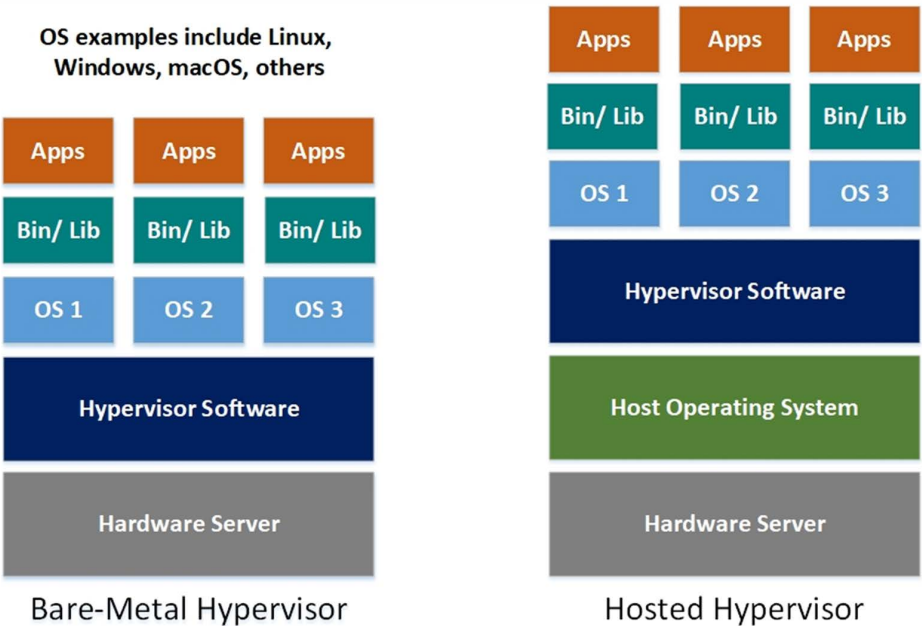 OS examples include Linux,
Windows, macOS, others
Apps Apps Apps
Bin/ Lib Bin/ Lib Bin/ Lib
OS 1 OS 2 OS 3
Hypervisor Software
Hardware Server
Bare-Metal Hypervisor
Apps Apps Apps
Bin/ Lib Bin/ Lib Bin/ Lib
OS 1 OS 2 OS 3
Hypervisor Software
Host Operating System
Hardware Server
Hosted Hypervisor